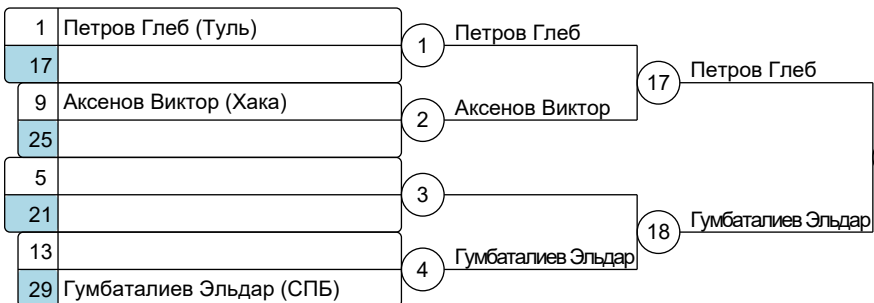 1 Петров Глеб (Туль)
17
9 Аксенов Виктор (Хака)
25
5
21
13
29 Гумбаталиев Эльдар (СПБ)
1 Петров Глеб
2 Аксенов Виктор
3
4 Гумбаталиев Эльдар
17 Петров Глеб
18 Гумбаталиев Эльдар